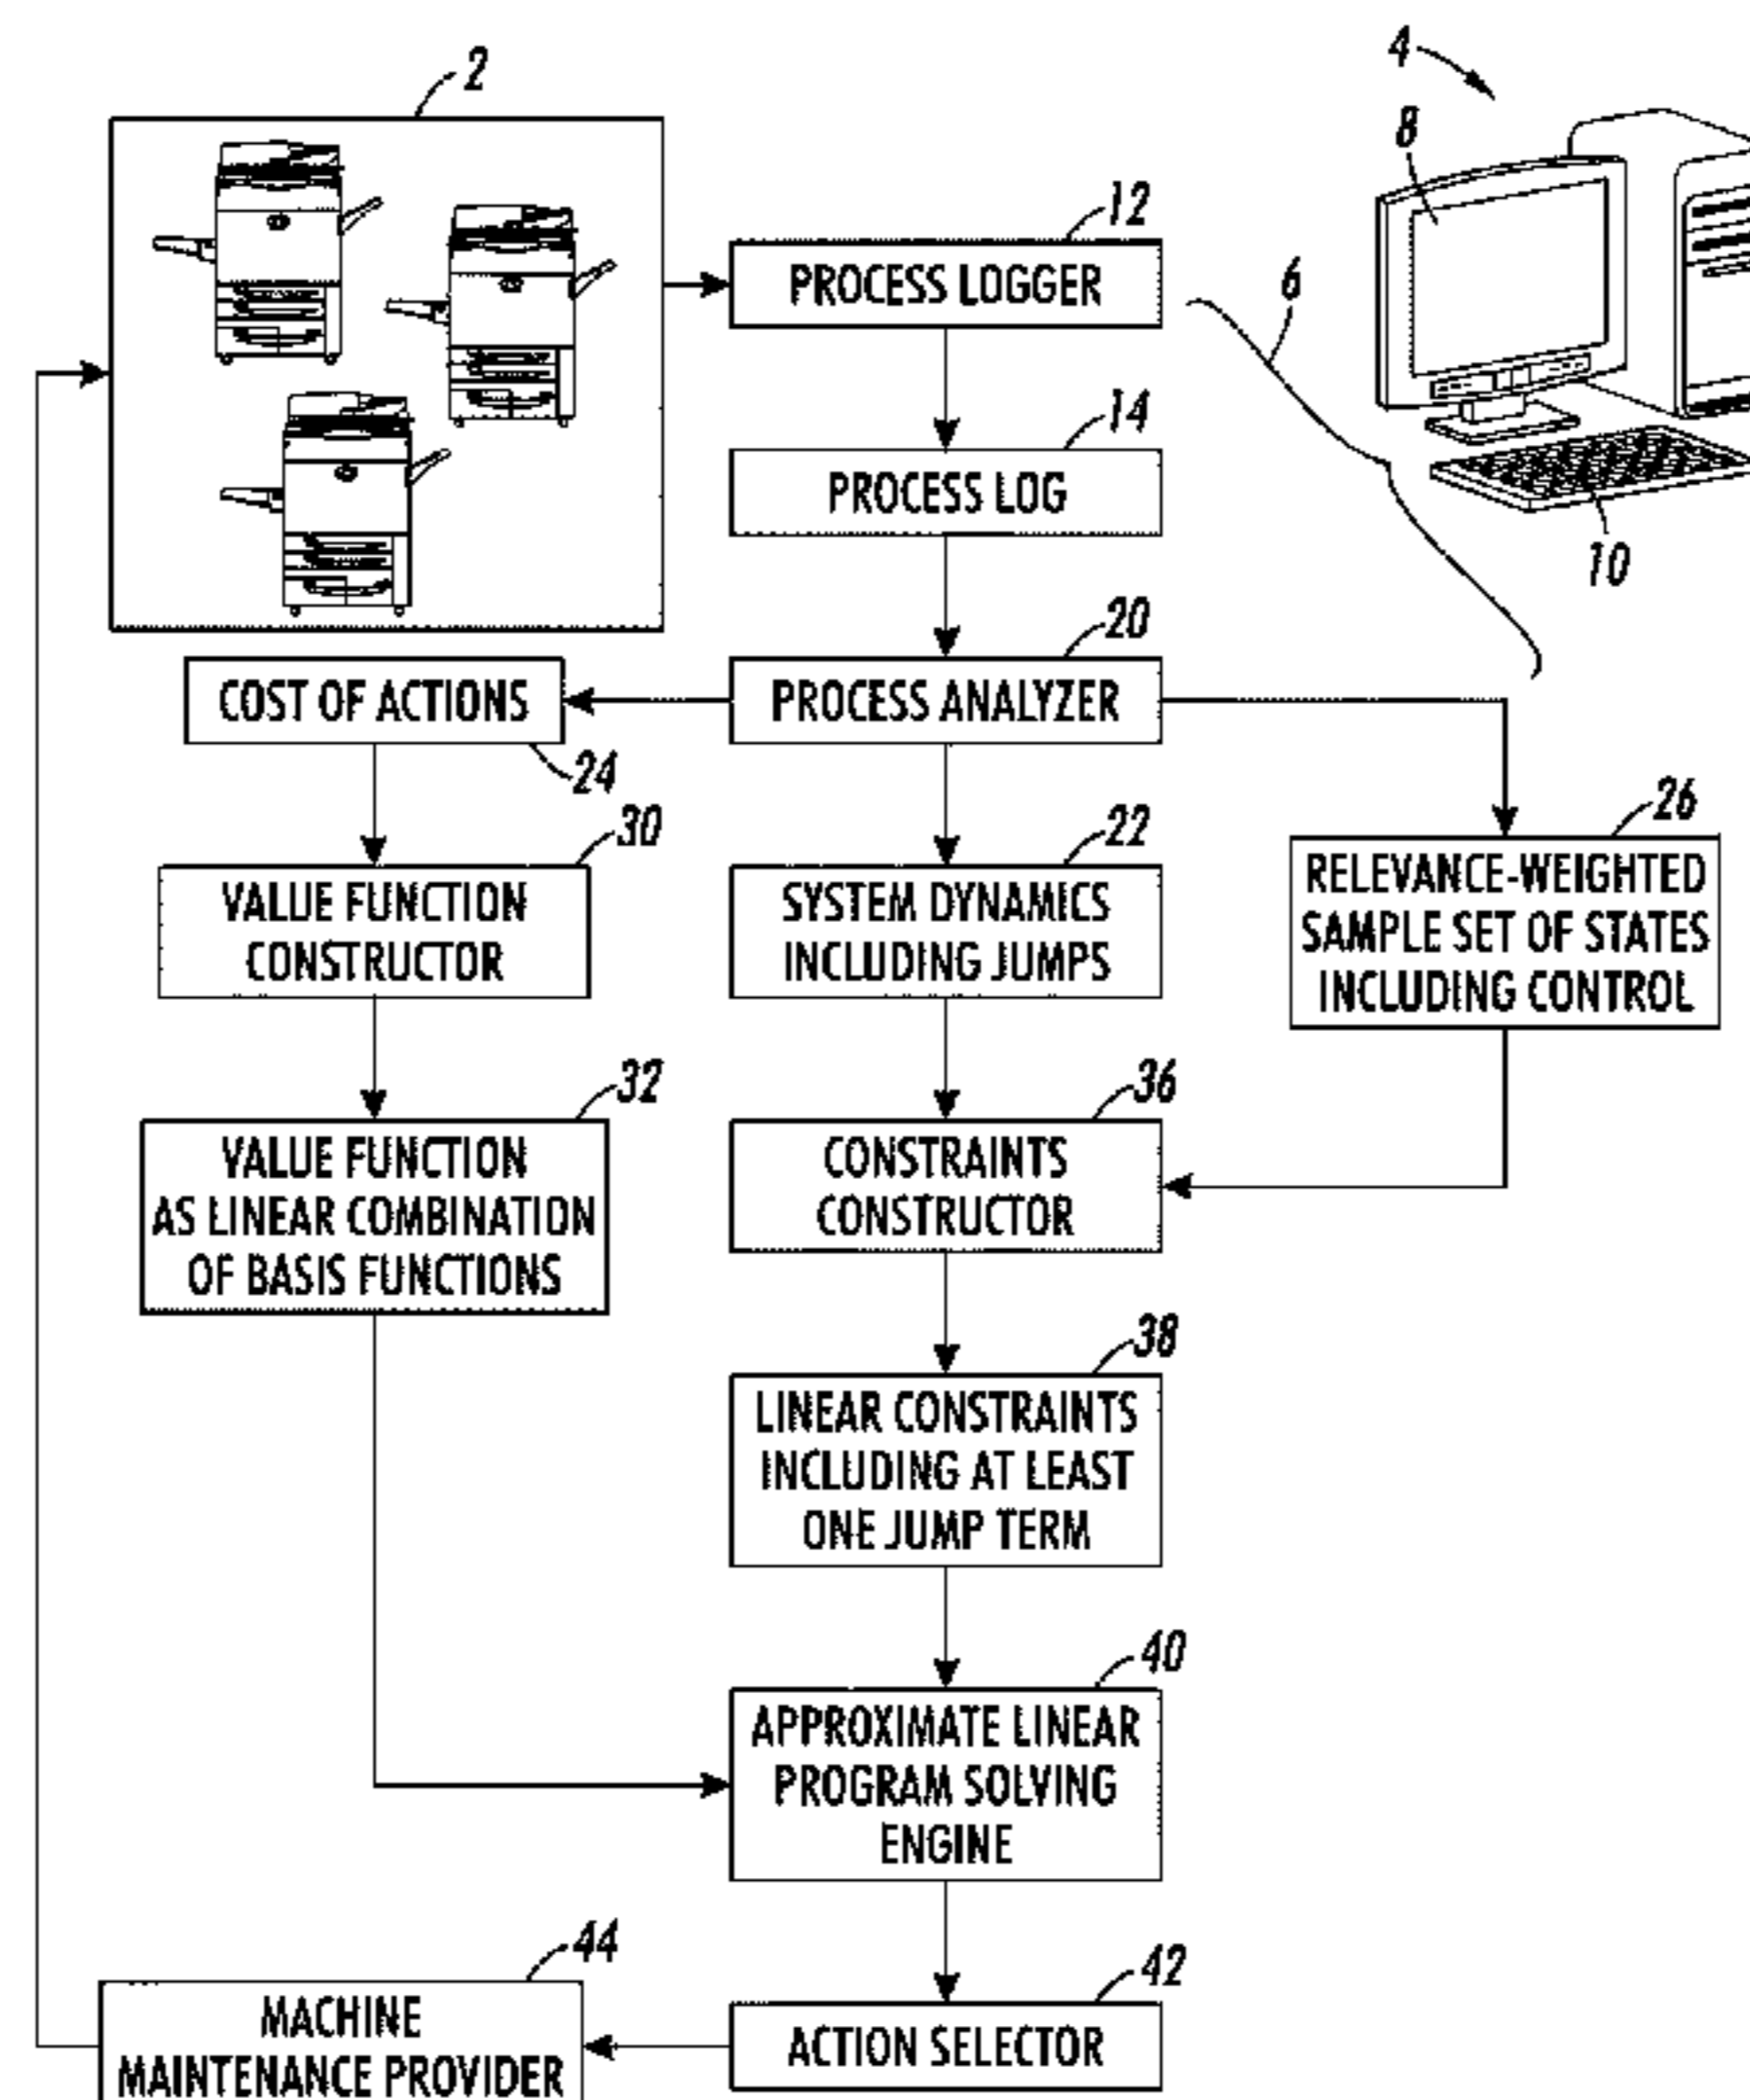 2
4
8
12
PROCESS LOGGER
6
14
PROCESS LOG
10
20
COST OF ACTIONS
PROCESS ANALYZER
24
30
22
26
VALUE FUNCTION
CONSTRUCTOR
SYSTEM DYNAMICS
INCLUDING JUMPS
RELEVANCE-WEIGHTED
SAMPLE SET OF STATES
INCLUDING CONTROL
32
36
VALUE FUNCTION
AS LINEAR COMBINATION
OF BASIS FUNCTIONS
CONSTRAINTS
CONSTRUCTOR
38
LINEAR CONSTRAINTS
INCLUDING AT LEAST
ONE JUMP TERM
40
APPROXIMATE LINEAR
PROGRAM SOLVING
ENGINE
44
42
MACHINE
MAINTENANCE PROVIDER
ACTION SELECTOR